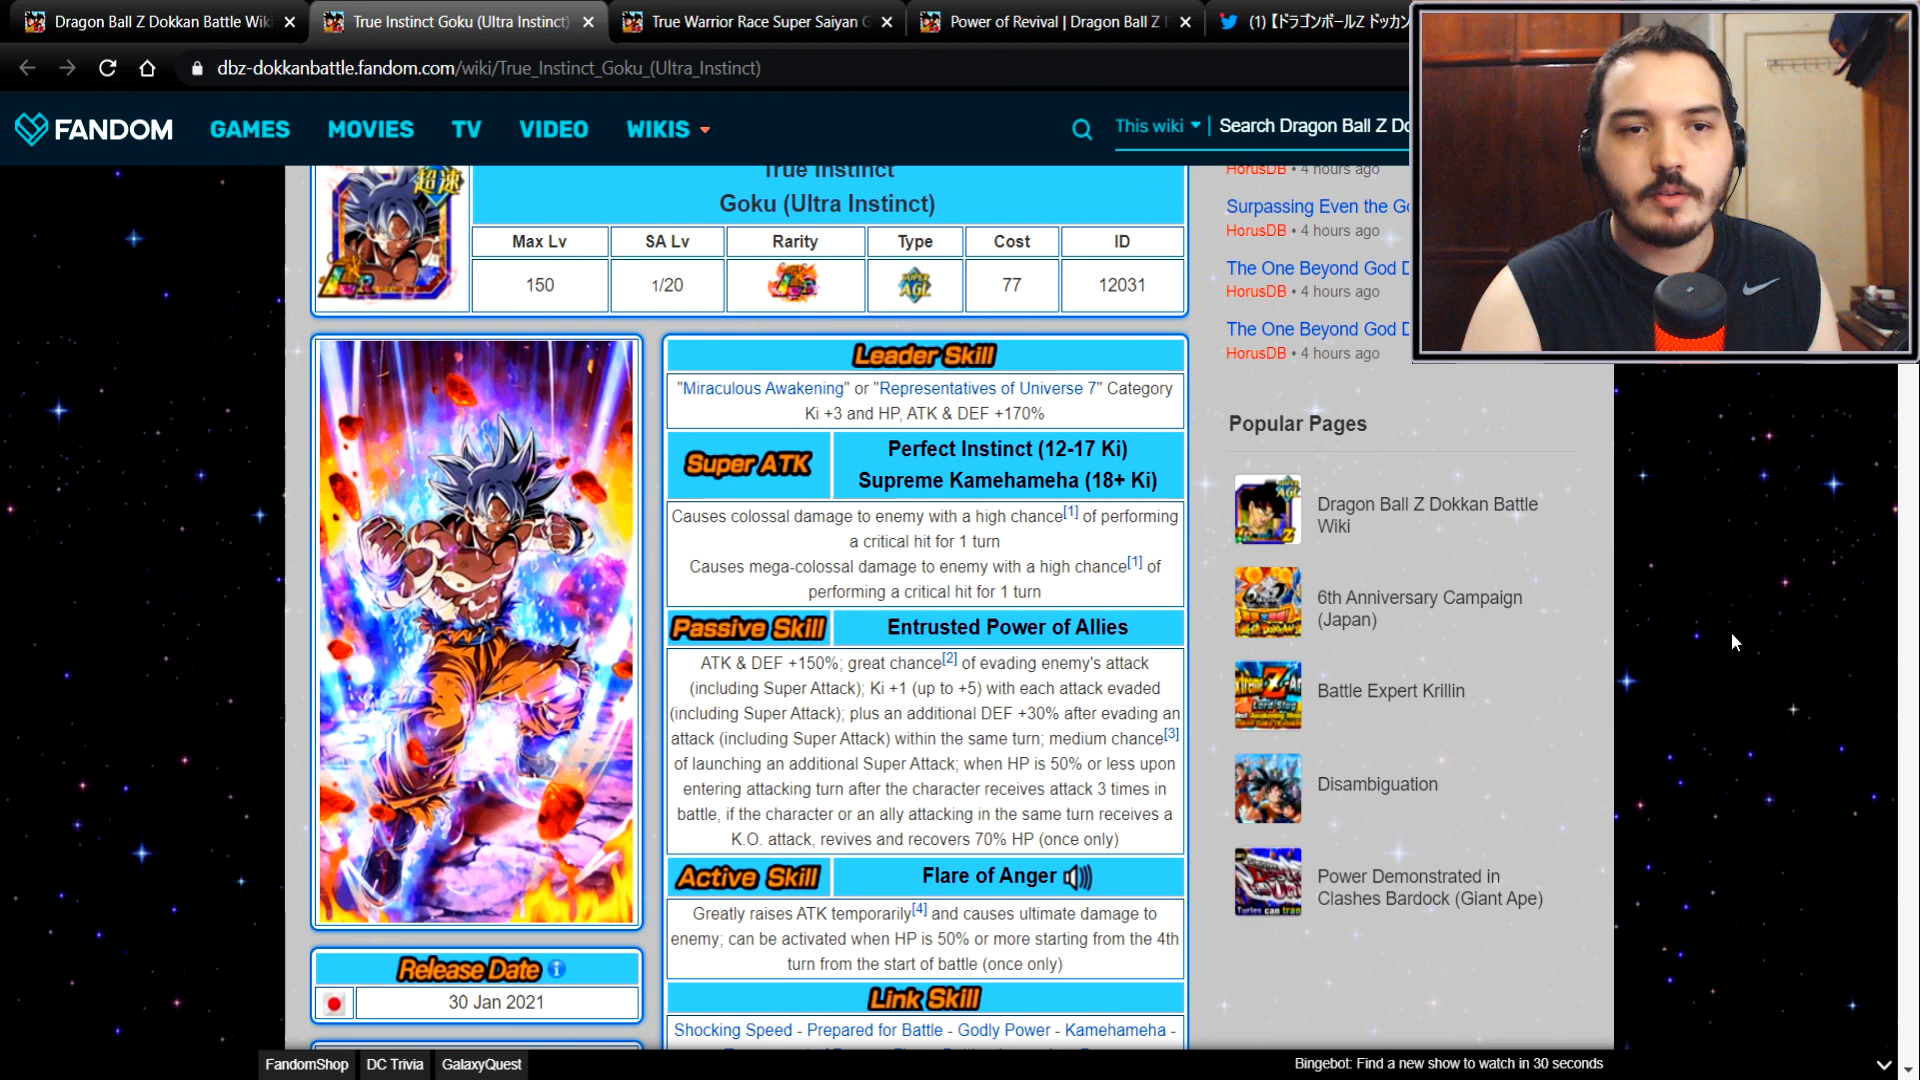 Dragon Ball Z Dokkan Battle Wiki
True Instinct Goku (Ultra Instinct)
True Warrior Race Super Saiyan G
Power of Revival | Dragon Ball Z D
(1)【ドラゴンボールZ ドッカン
dbz-dokkanbattle.fandom.com/wiki/True_Instinct_Goku_(Ultra_Instinct)
FANDOM
GAMES
MOVIES
TV
VIDEO
WIKIS
This wiki
Search Dragon Ball Z Do
超速
LR
True Instinct
Goku (Ultra Instinct)
Max Lv
SA Lv
Rarity
Type
Cost
ID
150
1/20
LR
SUPER
AGL
77
12031
HorusDB • 4 hours ago
Surpassing Even the Go
HorusDB • 4 hours ago
The One Beyond God D
HorusDB • 4 hours ago
The One Beyond God D
HorusDB • 4 hours ago
Leader Skill
"Miraculous Awakening" or "Representatives of Universe 7" Category
Ki +3 and HP, ATK & DEF +170%
Super ATK
Perfect Instinct (12-17 Ki)
Supreme Kamehameha (18+ Ki)
Causes colossal damage to enemy with a high chance[1] of performing
a critical hit for 1 turn
Causes mega-colossal damage to enemy with a high chance[1] of
performing a critical hit for 1 turn
Passive Skill
Entrusted Power of Allies
ATK & DEF +150%; great chance[2] of evading enemy's attack
(including Super Attack); Ki +1 (up to +5) with each attack evaded
(including Super Attack); plus an additional DEF +30% after evading an
attack (including Super Attack) within the same turn; medium chance[3]
of launching an additional Super Attack; when HP is 50% or less upon
entering attacking turn after the character receives attack 3 times in
battle, if the character or an ally attacking in the same turn receives a
K.O. attack, revives and recovers 70% HP (once only)
Active Skill
Flare of Anger
Greatly raises ATK temporarily[4] and causes ultimate damage to
enemy; can be activated when HP is 50% or more starting from the 4th
turn from the start of battle (once only)
Link Skill
Shocking Speed - Prepared for Battle - Godly Power - Kamehameha -
Release Date
30 Jan 2021
Popular Pages
Dragon Ball Z Dokkan Battle
Wiki
6th Anniversary Campaign
(Japan)
Battle Expert Krillin
Disambiguation
Power Demonstrated in
Clashes Bardock (Giant Ape)
FandomShop
DC Trivia
GalaxyQuest
Bingebot: Find a new show to watch in 30 seconds